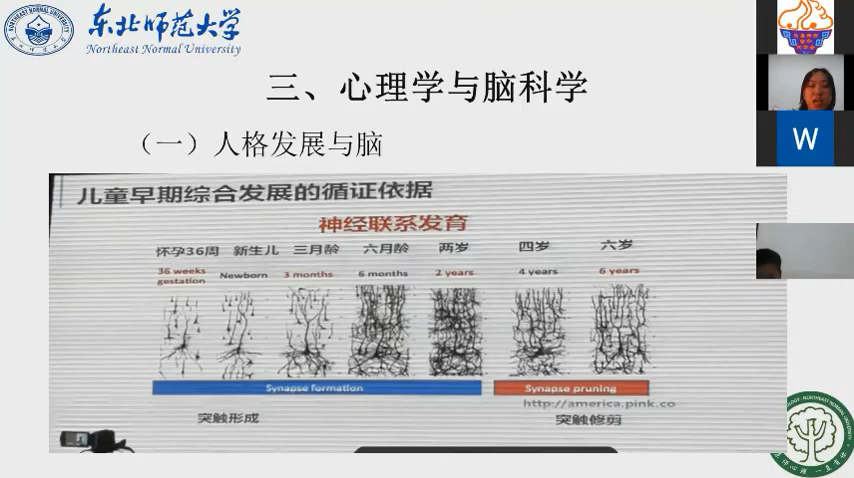 东北师范大学
Northeast Normal University
三、心理学与脑科学
（一）人格发展与脑
儿童早期综合发展的循证依据
神经联系发育
怀孕36周 新生儿 三月龄 六月龄 两岁 四岁 六岁
36 weeks gestation Newborn 3 months 6 months 2 years 4 years 6 years
Synapse formation Synapse pruning
http://america.pink.co
突触形成 突触修剪
W